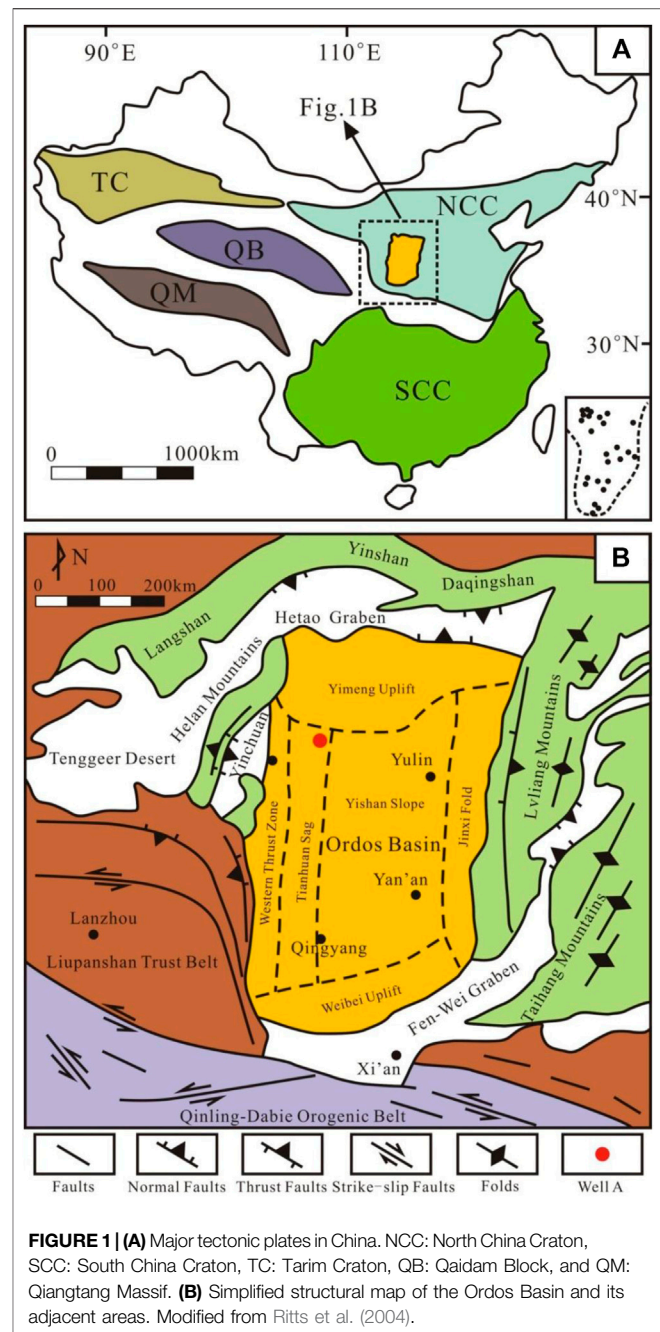 90°E
110°E
A
Fig.1B
TC
NCC
40°N
QB
QM
30°N
SCC
0
1000km
B
N
0 100 200km
Yinshan
Daqingshan
Langshan
Hetao Graben
Helan Mountains
Yimeng Uplift
Tenggeer Desert
Yinchuan
Yulin
Lvliang Mountains
Western Thrust Zone
Tianhuan Sag
Yishan Slope
Jinxi Fold
Ordos Basin
Yan'an
Lanzhou
Qingyang
Liupanshan Trust Belt
Weibei Uplift
Fen-Wei Graben
Taihang Mountains
Xi'an
Qinling-Dabie Orogenic Belt
Faults Normal Faults Thrust Faults Strike-slip Faults Folds Well A
FIGURE 1 | (A) Major tectonic plates in China. NCC: North China Craton,
SCC: South China Craton, TC: Tarim Craton, QB: Qaidam Block, and QM:
Qiangtang Massif. (B) Simplified structural map of the Ordos Basin and its
adjacent areas. Modified from Ritts et al. (2004).